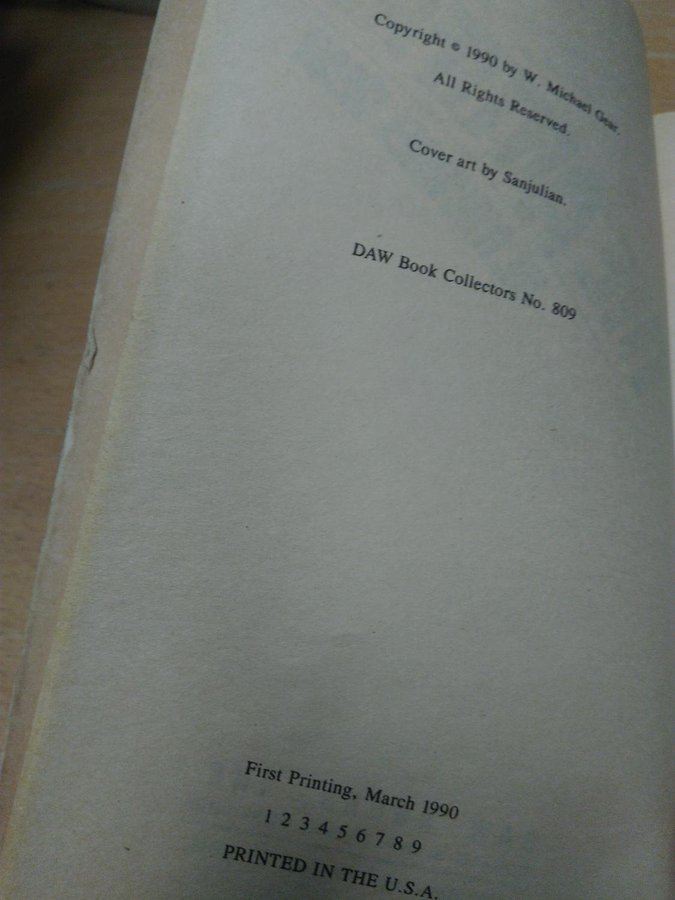 Copyright © 1990 by W. Michael Gear.
All Rights Reserved.
Cover art by Sanjulian.
DAW Book Collectors No. 809
First Printing, March 1990
1 2 3 4 5 6 7 8 9
PRINTED IN THE U.S.A.